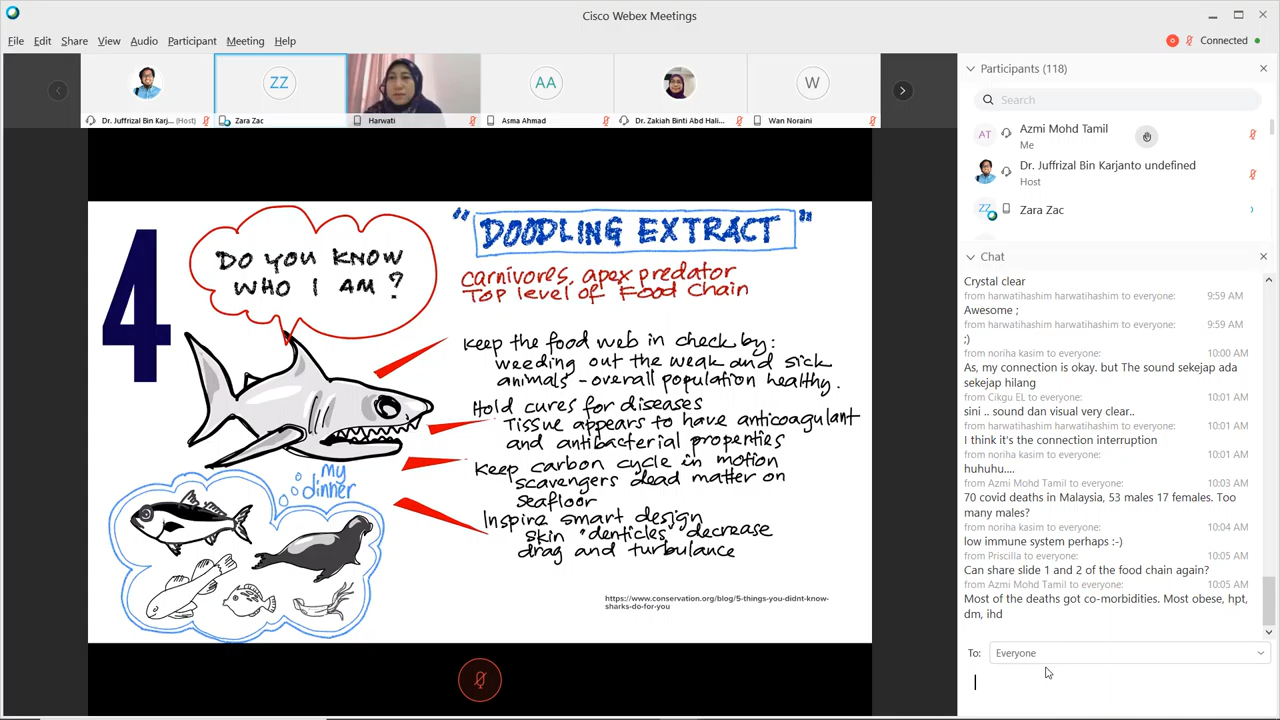 Cisco Webex Meetings
File Edit Share View Audio Participant Meeting Help
Connected
ZZ
AA
W
Dr. Juffrizal Bin Karj... (Host)
Zara Zac
Harwati
Asma Ahmad
Dr. Zakiah Binti Abd Hali...
Wan Noraini
4
DO YOU KNOW
WHO I AM?
my
dinner
"DOODLING EXTRACT"
carnivores, apex predator
Top level of Food Chain
Keep the food web in check by:
weeding out the weak and sick
animals - overall population healthy.
Hold cures for diseases
Tissue appears to have anticoagulant
and antibacterial properties
Keep carbon cycle in motion
scavengers dead matter on
seafloor
Inspire smart design
skin "denticles" decrease
drag and turbulance
https://www.conservation.org/blog/5-things-you-didnt-know-
sharks-do-for-you
Participants (118)
Search
AT
Azmi Mohd Tamil
Me
Dr. Juffrizal Bin Karjanto undefined
Host
ZZ
Zara Zac
Chat
Crystal clear
from harwatihashim harwatihashim to everyone: 9:59 AM
Awesome ;
from harwatihashim harwatihashim to everyone: 9:59 AM
;)
from noriha kasim to everyone: 10:00 AM
As, my connection is okay. but The sound sekejap ada
sekejap hilang
from Cikgu EL to everyone: 10:01 AM
sini .. sound dan visual very clear..
from harwatihashim harwatihashim to everyone: 10:01 AM
I think it's the connection interruption
from harwatihashim harwatihashim to everyone: 10:01 AM
huhuhu....
from Azmi Mohd Tamil to everyone: 10:03 AM
70 covid deaths in Malaysia, 53 males 17 females. Too
many males?
from noriha kasim to everyone: 10:04 AM
low immune system perhaps :-)
from Priscilla to everyone: 10:05 AM
Can share slide 1 and 2 of the food chain again?
from Azmi Mohd Tamil to everyone: 10:05 AM
Most of the deaths got co-morbidities. Most obese, hpt,
dm, ihd
To: Everyone